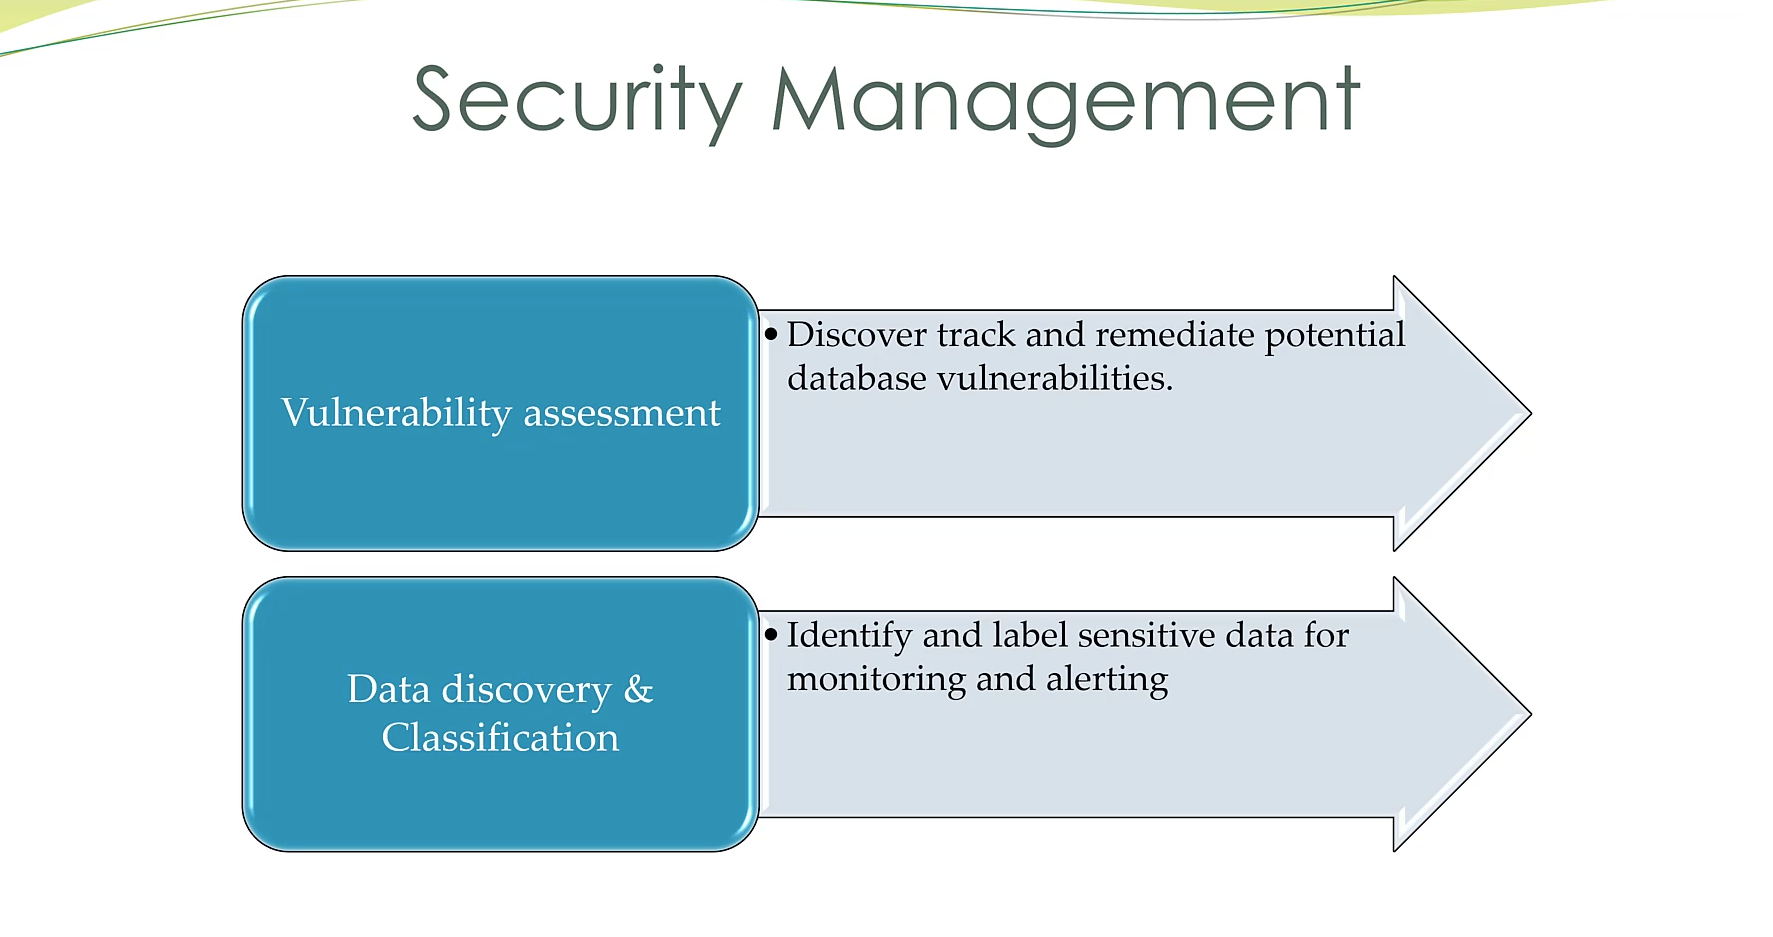 Security Management
Vulnerability assessment
• Discover track and remediate potential
database vulnerabilities.
Data discovery &
Classification
• Identify and label sensitive data for
monitoring and alerting